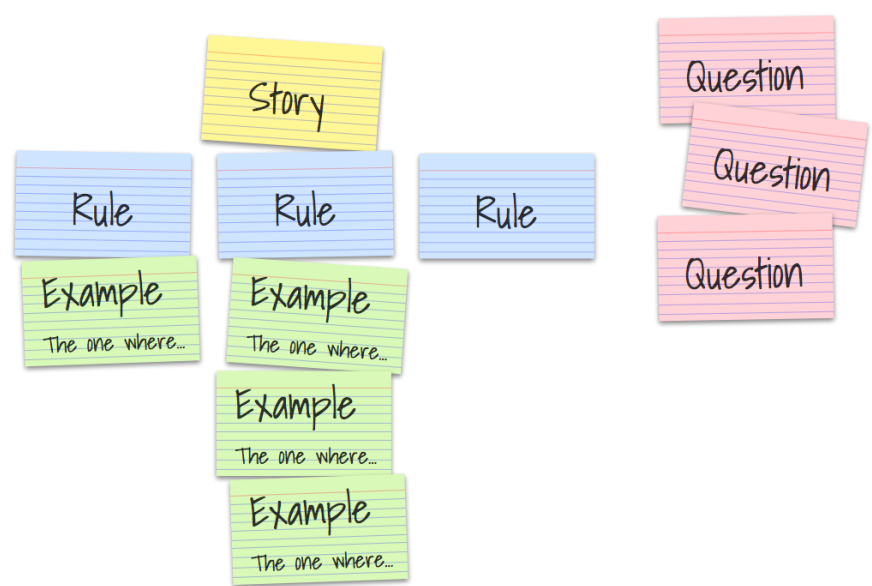 Story
Rule
Rule
Rule
Example
The one where...
Example
The one where...
Example
The one where...
Example
The one where...
Question
Question
Question